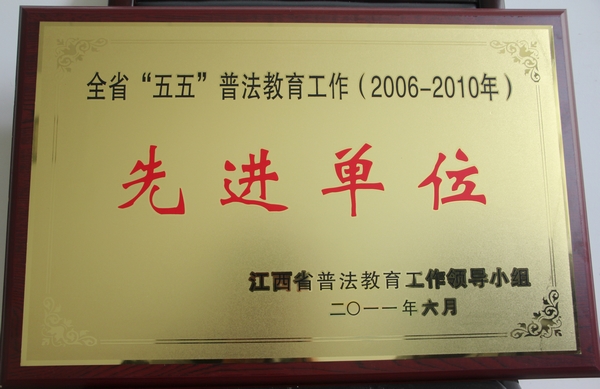 全省“五五”普法教育工作（2006-2010年）
先进单位
江西省普法教育工作领导小组
二〇一一年六月